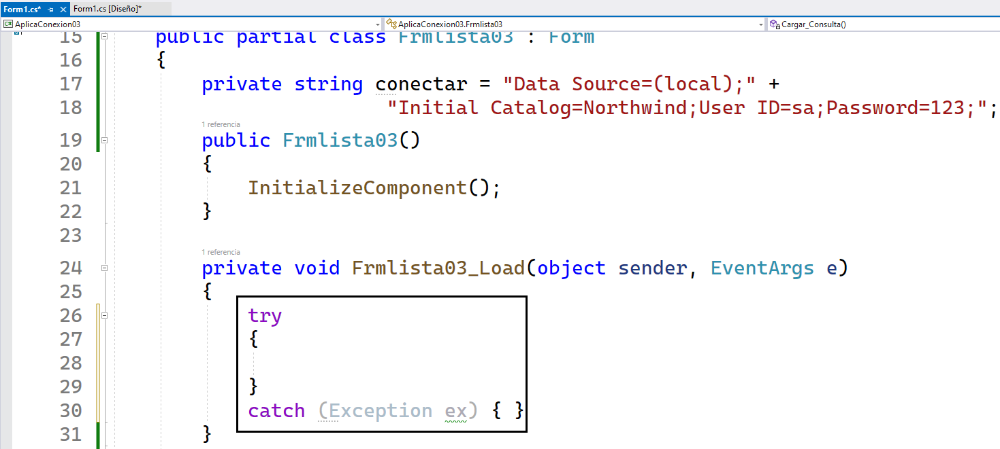 Form1.cs* Form1.cs [Diseño]*
AplicaConexion03 AplicaConexion03.Frmlista03 Cargar_Consulta()
15 public partial class Frmlista03 : Form
16 {
17 private string conectar = "Data Source=(local);" +
18 "Initial Catalog=Northwind;User ID=sa;Password=123;";
1 referencia
19 public Frmlista03()
20 {
21 InitializeComponent();
22 }
23
1 referencia
24 private void Frmlista03_Load(object sender, EventArgs e)
25 {
26 try
27 {
28
29 }
30 catch (Exception ex) { }
31 }